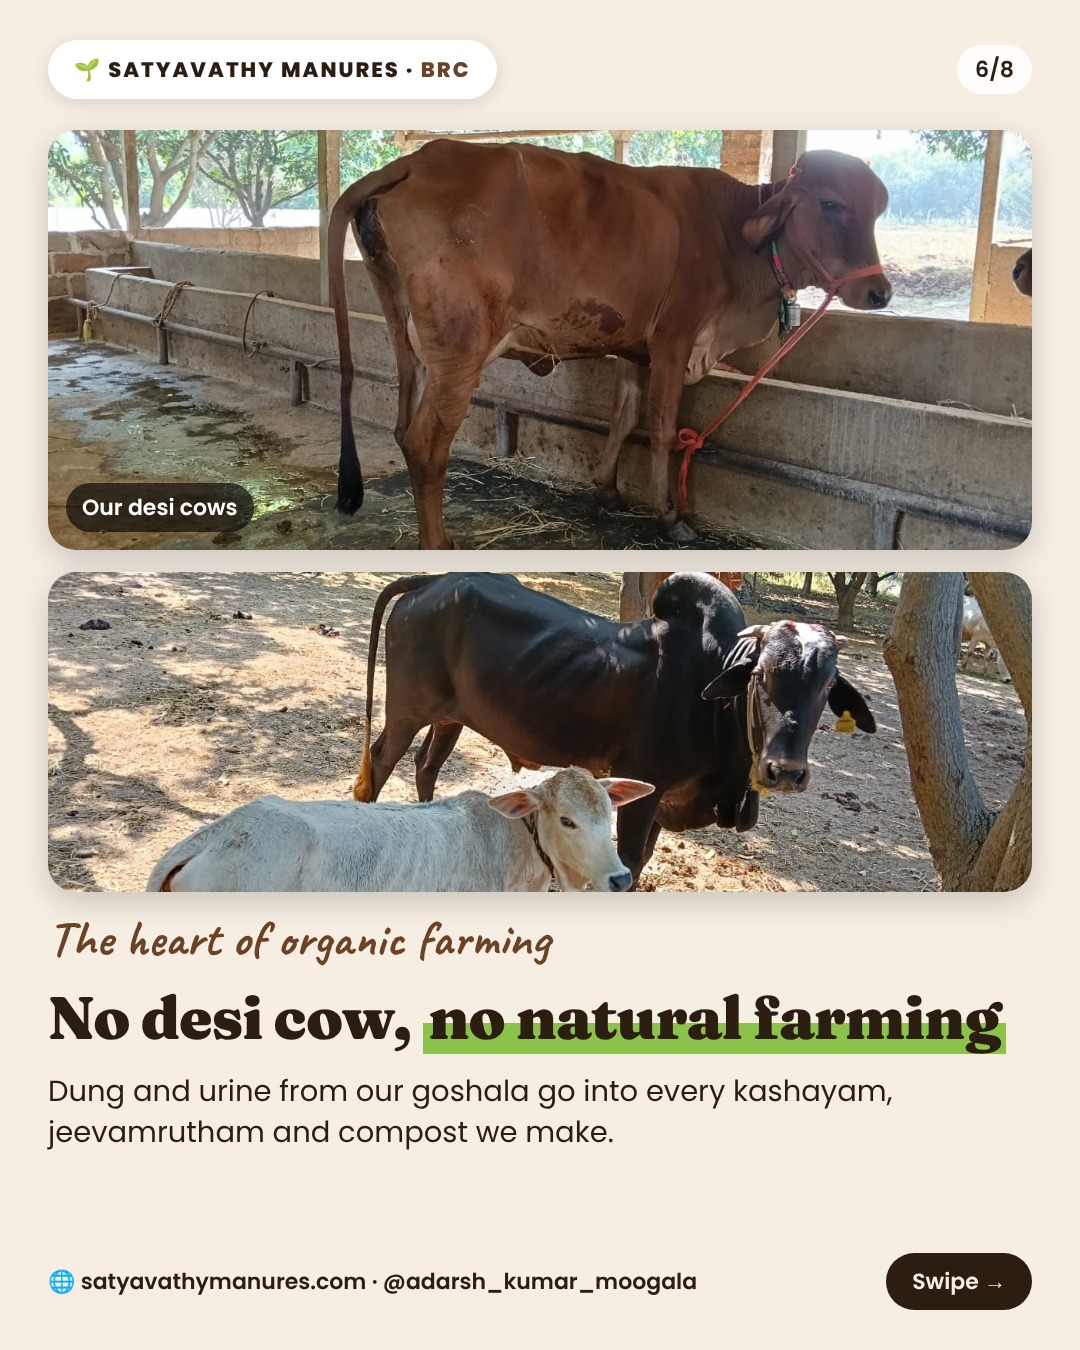 🌱 SATYAVATHY MANURES · BRC
6/8
Our desi cows
The heart of organic farming
No desi cow, no natural farming
Dung and urine from our goshala go into every kashayam,
jeevamrutham and compost we make.
🌐 satyavathymanures.com · @adarsh_kumar_moogala
Swipe →